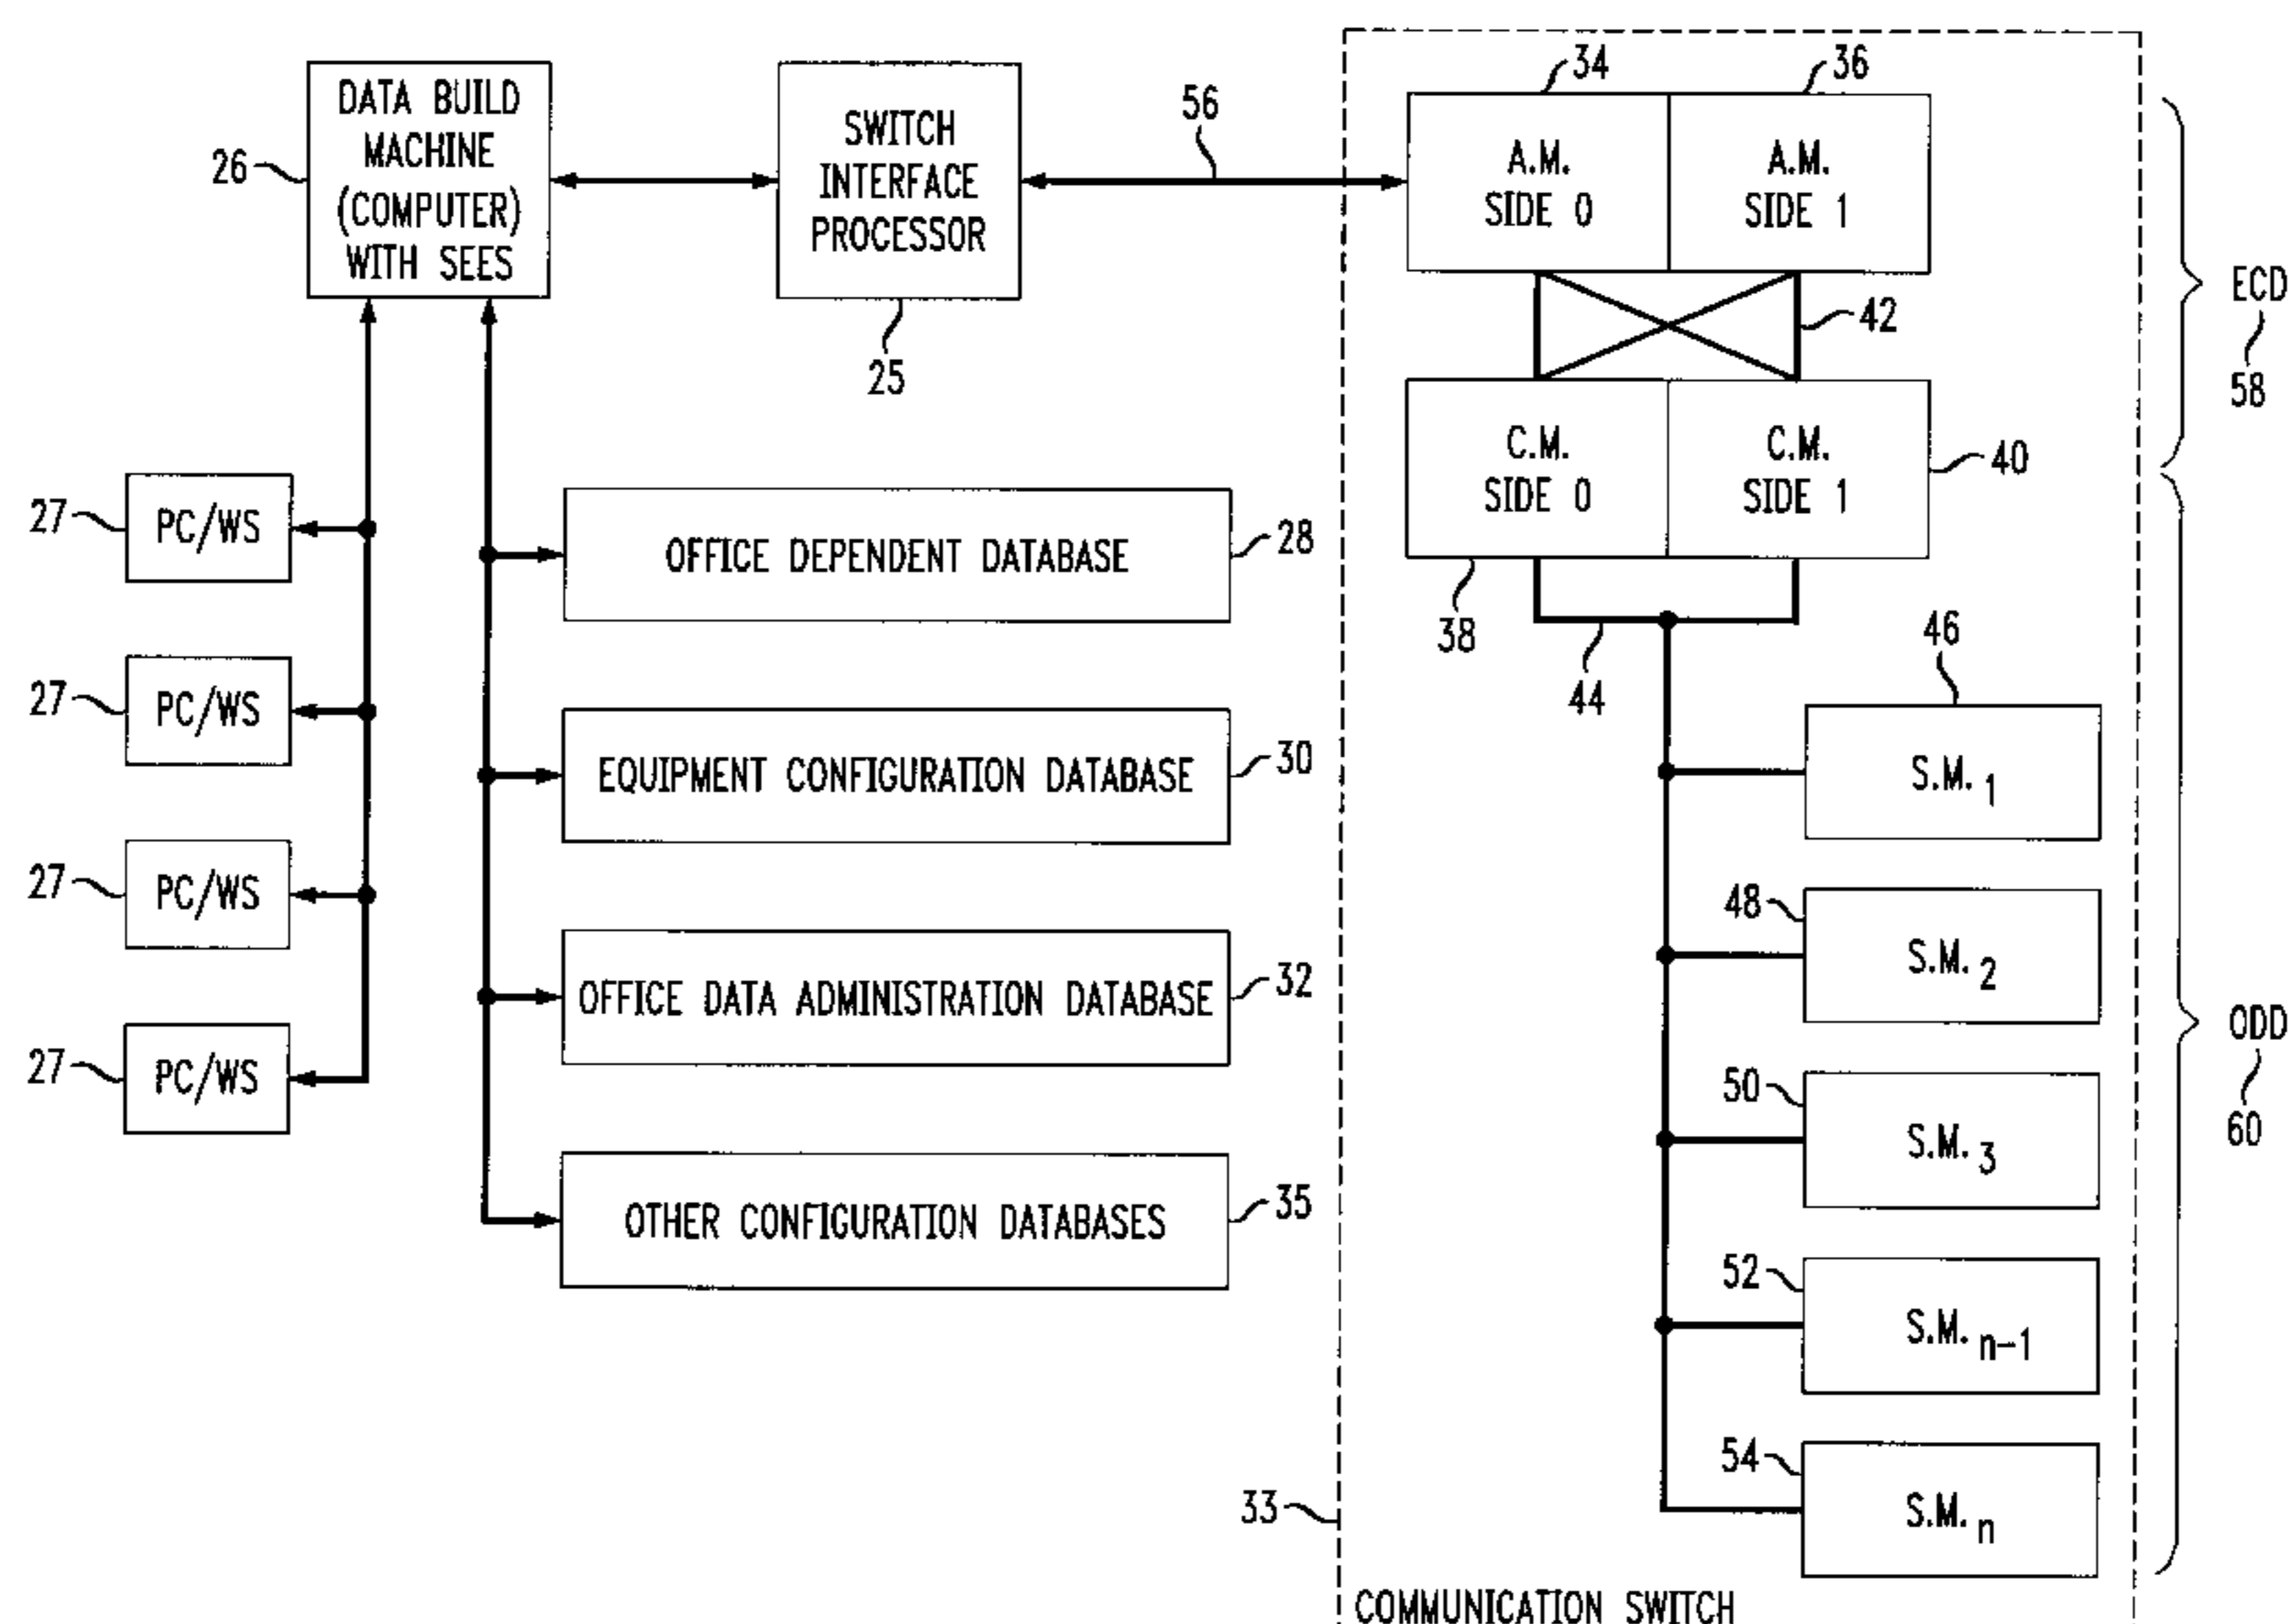 DATA BUILD
MACHINE
(COMPUTER)
WITH SEES
26
SWITCH
INTERFACE
PROCESSOR
25
56
34
36
A.M.
SIDE 0
A.M.
SIDE 1
42
C.M.
SIDE 0
C.M.
SIDE 1
38
40
44
ECD
58
27
PC/WS
27
PC/WS
27
PC/WS
27
PC/WS
OFFICE DEPENDENT DATABASE
28
EQUIPMENT CONFIGURATION DATABASE
30
OFFICE DATA ADMINISTRATION DATABASE
32
OTHER CONFIGURATION DATABASES
35
46
S.M. 1
48
S.M. 2
50
S.M. 3
52
S.M. n-1
54
S.M. n
ODD
60
33
COMMUNICATION SWITCH